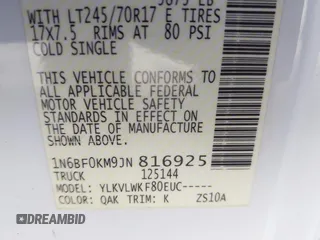 WITH LT245/70R17 E TIRES
17X7.5 RIMS AT 80 PSI
COLD SINGLE
THIS VEHICLE CONFORMS TO
ALL APPLICABLE FEDERAL
MOTOR VEHICLE SAFETY
STANDARDS IN EFFECT ON
THE DATE OF MANUFACTURE
SHOWN ABOVE.
1N6BF0KM9JN 816925
TRUCK 125144
MODEL: YLKVLWKF80EUC-----
COLOR: QAK TRIM: K ZS10A
DRIVEBIDRIVE